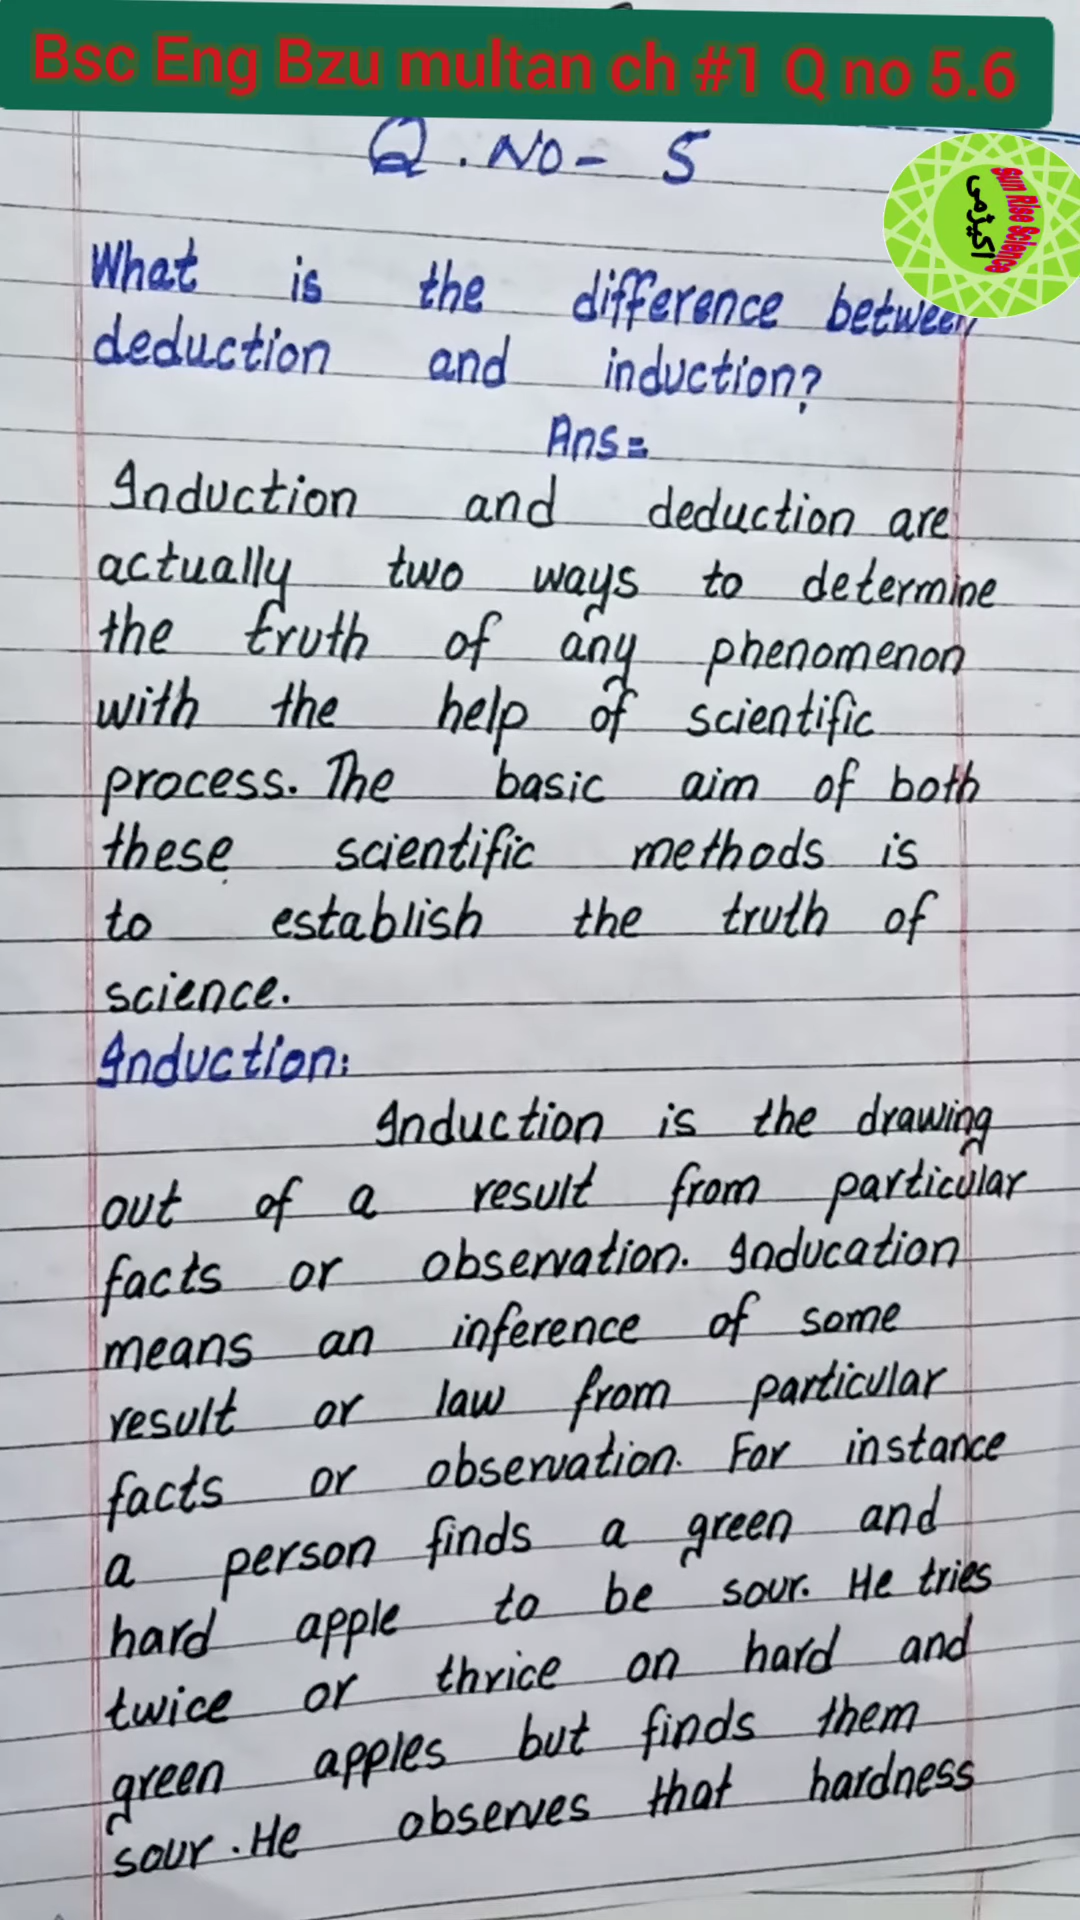 Bsc Eng Bzu multan ch #1 Q no 5.6
Q. No - 5
sun Rise Science
اکیڈمی
What is the difference between
deduction and induction?
Ans=
Induction and deduction are
actually two ways to determine
the truth of any phenomenon
with the help of scientific
process. The basic aim of both
these scientific methods is
to establish the truth of
science.
Induction:
Induction is the drawing
out of a result from particular
facts or observation. Inducation
means an inference of some
result or law from particular
facts or observation. For instance
a person finds a green and
hard apple to be sour. He tries
twice or thrice on hard and
green apples but finds them
sour. He observes that hardness